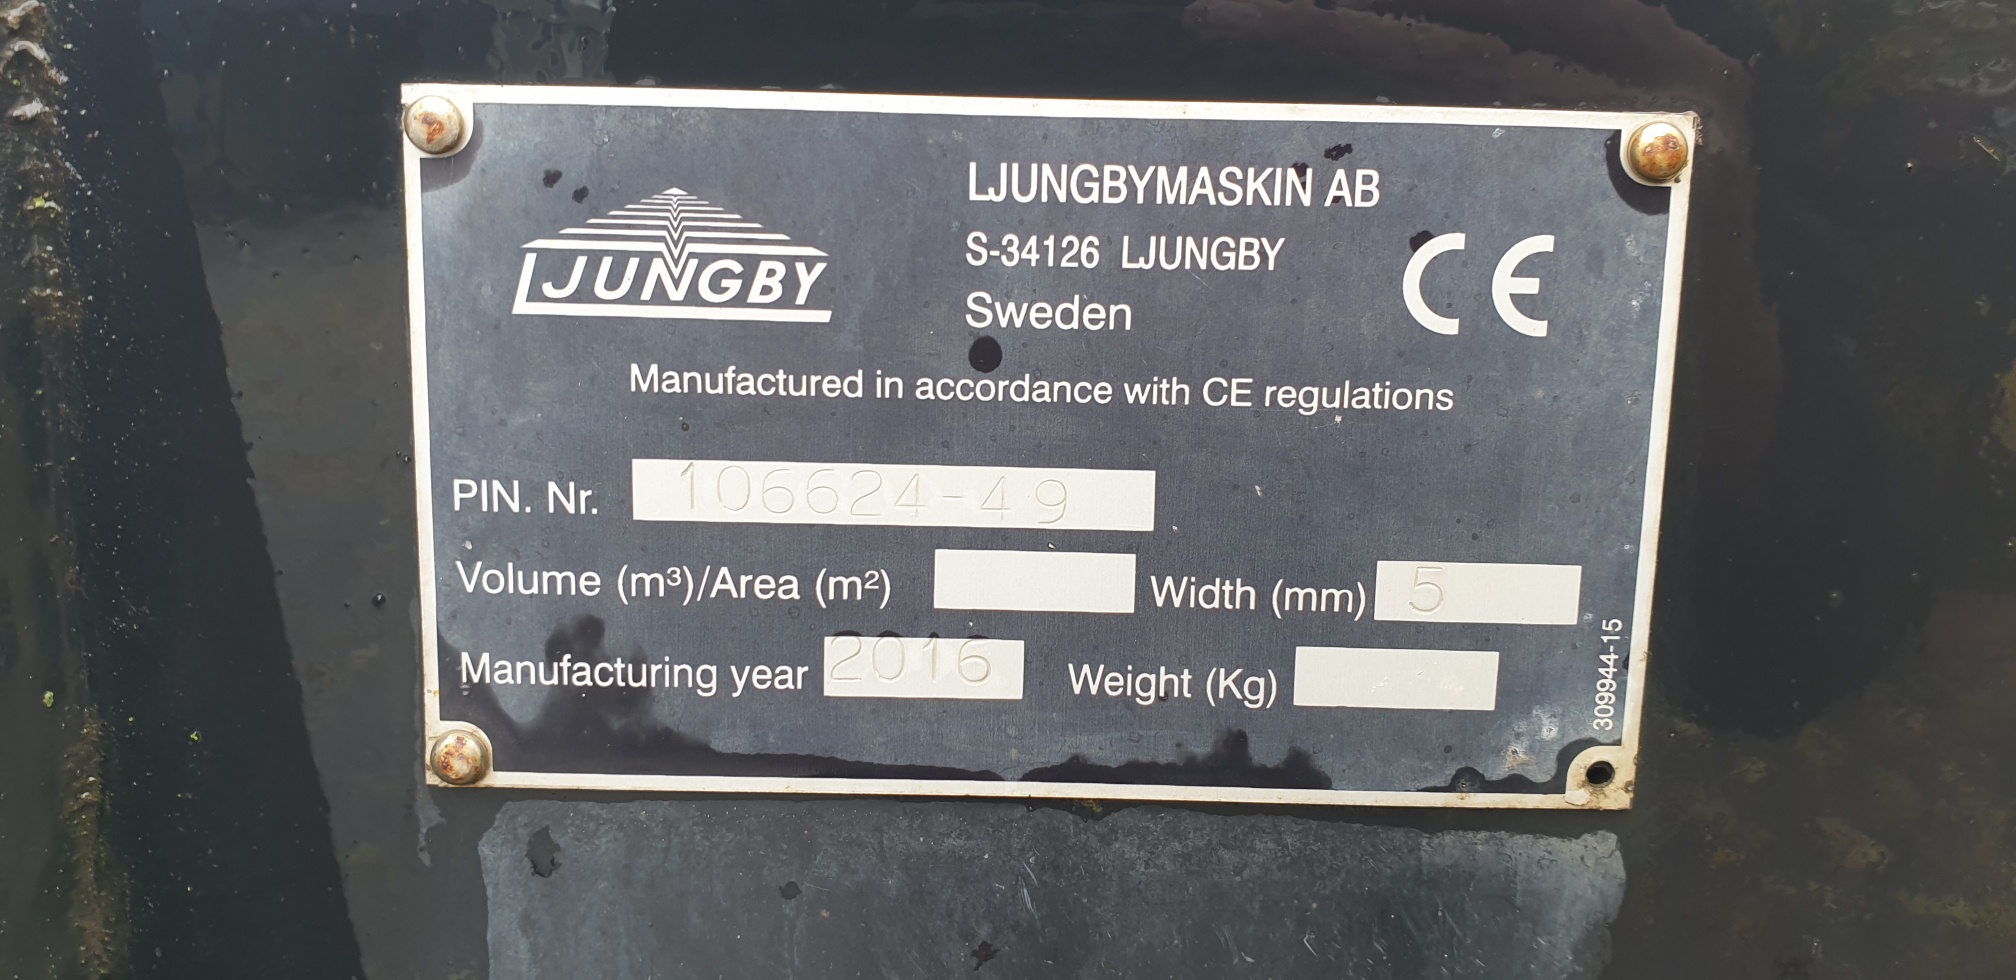 LJUNGBY
LJUNGBYMASKIN AB
S-34126 LJUNGBY
Sweden
CE
Manufactured in accordance with CE regulations
PIN. Nr. 106624-49
Volume (m³)/Area (m²) Width (mm) 5
Manufacturing year 2016 Weight (Kg)
309944-15